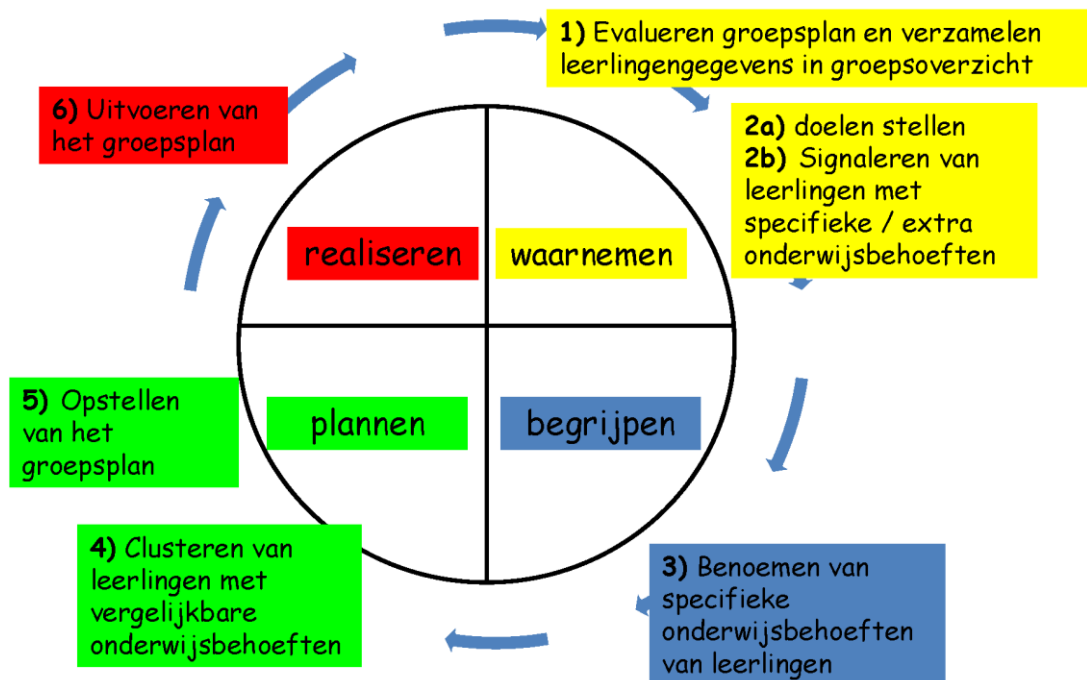 1) Evalueren groepsplan en verzamelen
leerlingengegevens in groepsoverzicht
2a) doelen stellen
2b) Signaleren van
leerlingen met
specifieke / extra
onderwijsbehoeften
3) Benoemen van
specifieke
onderwijsbehoeften
van leerlingen
4) Clusteren van
leerlingen met
vergelijkbare
onderwijsbehoeften
5) Opstellen
van het
groepsplan
6) Uitvoeren van
het groepsplan
realiseren
waarnemen
plannen
begrijpen